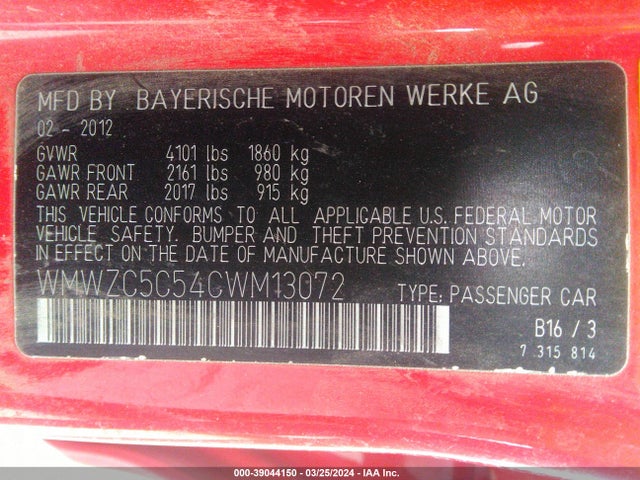 MFD BY BAYERISCHE MOTOREN WERKE AG
02 - 2012
GVWR 4101 lbs 1860 kg
GAWR FRONT 2161 lbs 980 kg
GAWR REAR 2017 lbs 915 kg
THIS VEHICLE CONFORMS TO ALL APPLICABLE U.S. FEDERAL MOTOR
VEHICLE, SAFETY, BUMPER AND THEFT PREVENTION STANDARDS
IN EFFECT ON THE DATE OF MANUFACTURE SHOWN ABOVE.
WMWZC5C54CWM13072 TYPE: PASSENGER CAR
B16 / 3
7 315 814
000-39044150 - 03/25/2024 - IAA Inc.